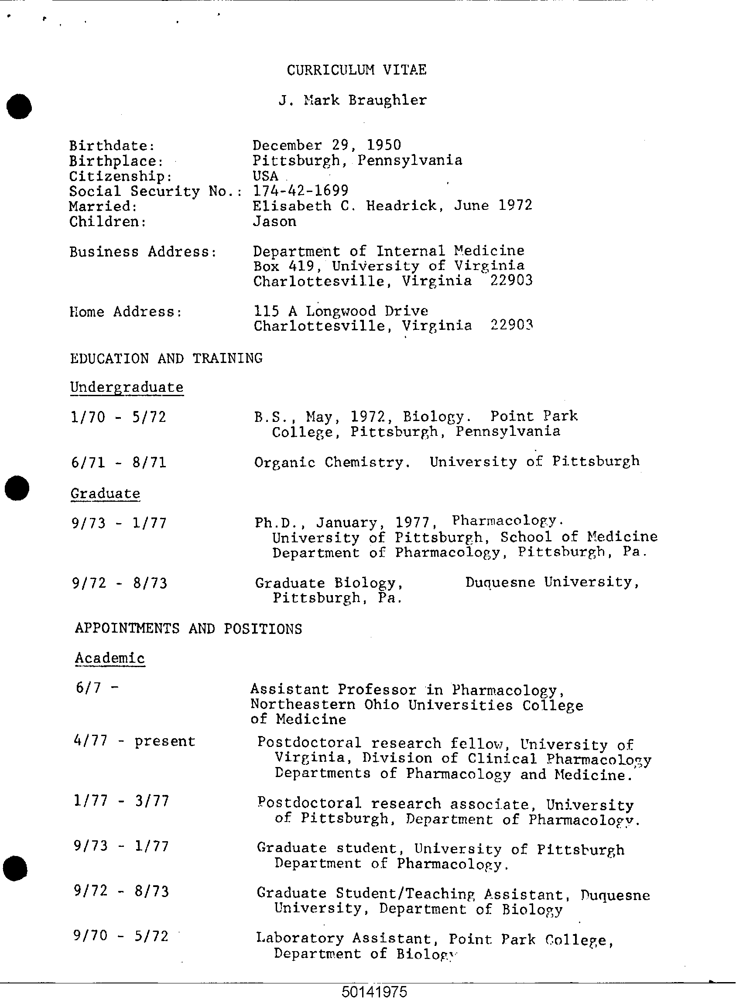 CURRICULUM VITAE
J. Mark Braughler
Birthdate: December 29, 1950
Birthplace: Pittsburgh, Pennsylvania
Citizenship: USA
Social Security No.: 174-42-1699
Married: Elisabeth C. Headrick, June 1972
Children: Jason
Business Address: Department of Internal Medicine
Box 419, University of Virginia
Charlottesville, Virginia 22903
Home Address: 115 A Longwood Drive
Charlottesville, Virginia 22903
EDUCATION AND TRAINING
Undergraduate
1/70 - 5/72 B.S., May, 1972, Biology. Point Park
College, Pittsburgh, Pennsylvania
6/71 - 8/71 Organic Chemistry. University of Pittsburgh
Graduate
9/73 - 1/77 Ph.D., January, 1977, Pharmacology.
University of Pittsburgh, School of Medicine
Department of Pharmacology, Pittsburgh, Pa.
9/72 - 8/73 Graduate Biology, Duquesne University,
Pittsburgh, Pa.
APPOINTMENTS AND POSITIONS
Academic
6/7 - Assistant Professor in Pharmacology,
Northeastern Ohio Universities College
of Medicine
4/77 - present Postdoctoral research fellow, University of
Virginia, Division of Clinical Pharmacology
Departments of Pharmacology and Medicine.
1/77 - 3/77 Postdoctoral research associate, University
of Pittsburgh, Department of Pharmacology.
9/73 - 1/77 Graduate student, University of Pittsburgh
Department of Pharmacology.
9/72 - 8/73 Graduate Student/Teaching Assistant, Duquesne
University, Department of Biology
9/70 - 5/72 Laboratory Assistant, Point Park College,
Department of Biology
50141975